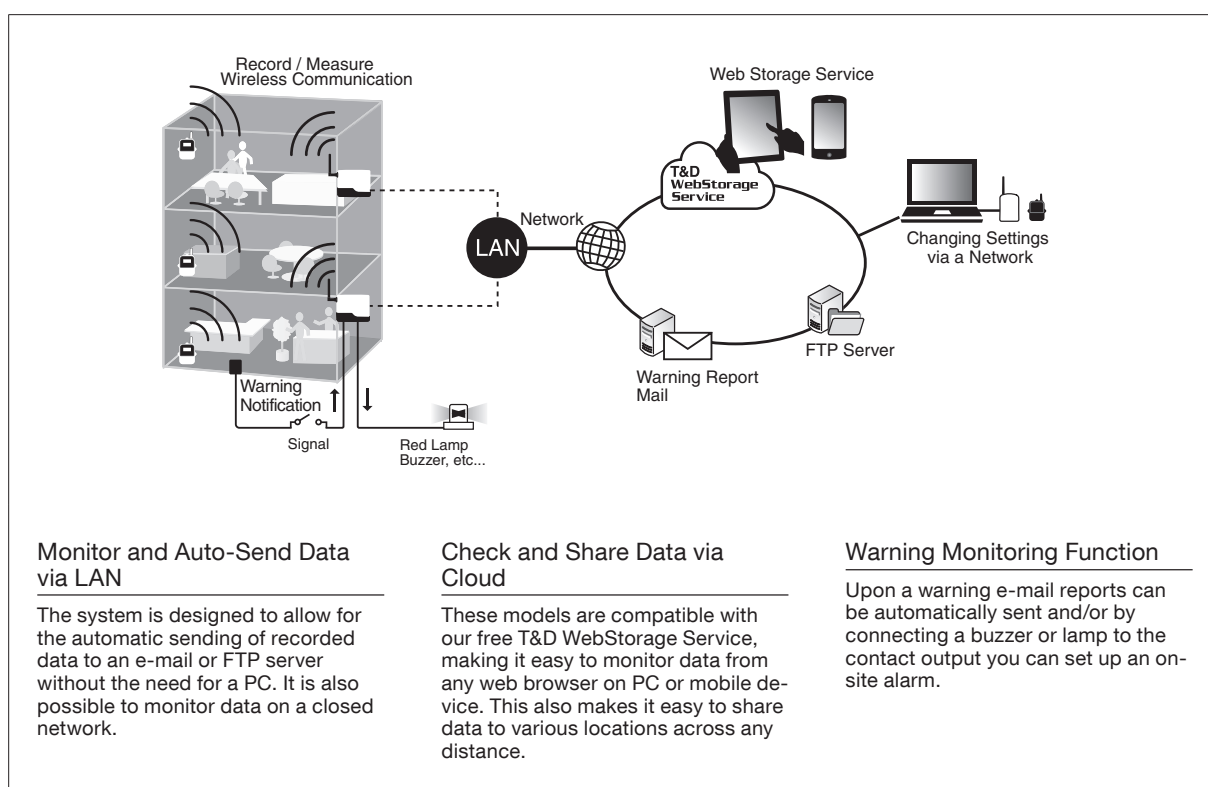 Record / Measure
Wireless Communication
Web Storage Service
T&D
WebStorage
Service
Network
LAN
Changing Settings
via a Network
FTP Server
Warning Report
Mail
Warning
Notification
Signal
Red Lamp
Buzzer, etc...
Monitor and Auto-Send Data
via LAN
The system is designed to allow for
the automatic sending of recorded
data to an e-mail or FTP server
without the need for a PC. It is also
possible to monitor data on a closed
network.
Check and Share Data via
Cloud
These models are compatible with
our free T&D WebStorage Service,
making it easy to monitor data from
any web browser on PC or mobile de-
vice. This also makes it easy to share
data to various locations across any
distance.
Warning Monitoring Function
Upon a warning e-mail reports can
be automatically sent and/or by
connecting a buzzer or lamp to the
contact output you can set up an on-
site alarm.